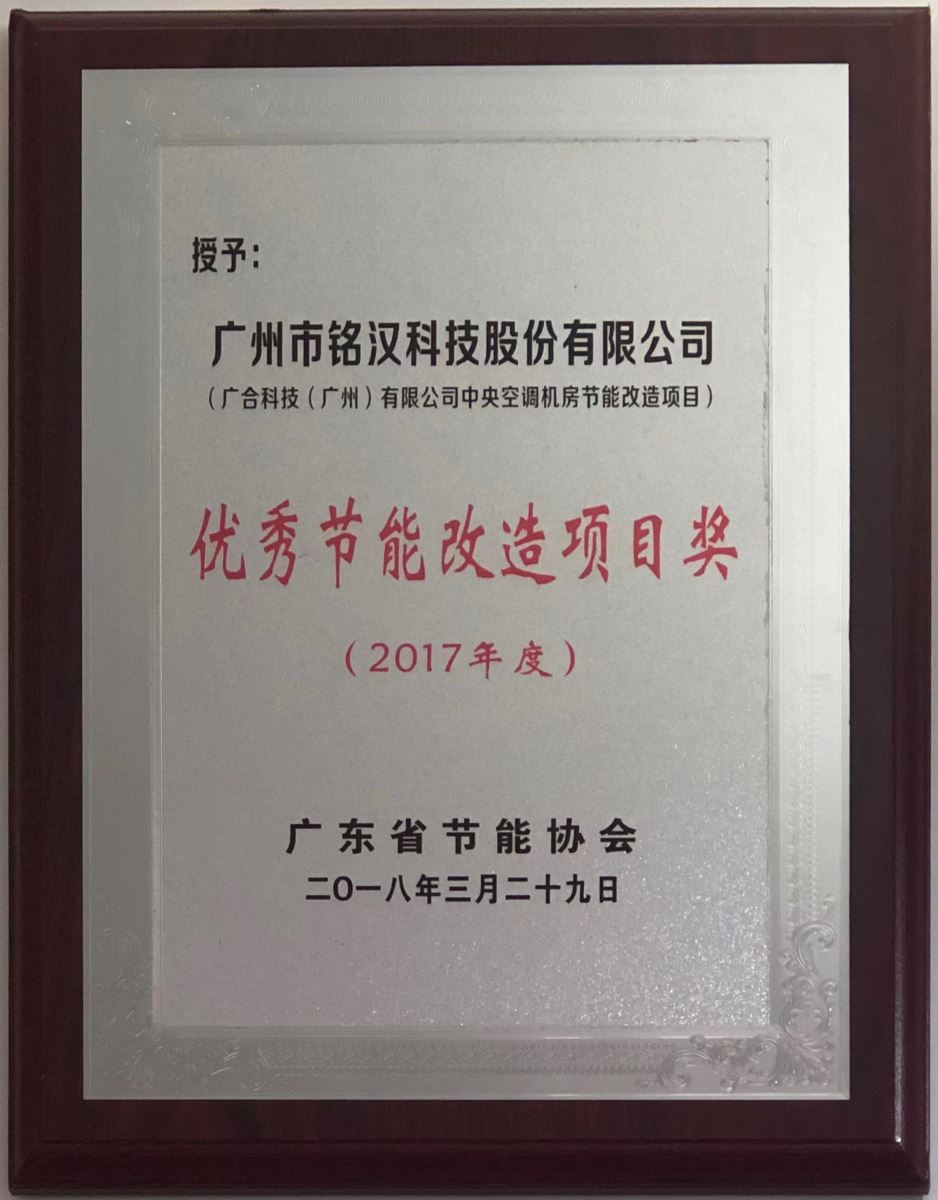 授予：
广州市铭汉科技股份有限公司
（广合科技（广州）有限公司中央空调机房节能改造项目）
优秀节能改造项目奖
（2017年度）
广东省节能协会
二〇一八年三月二十九日